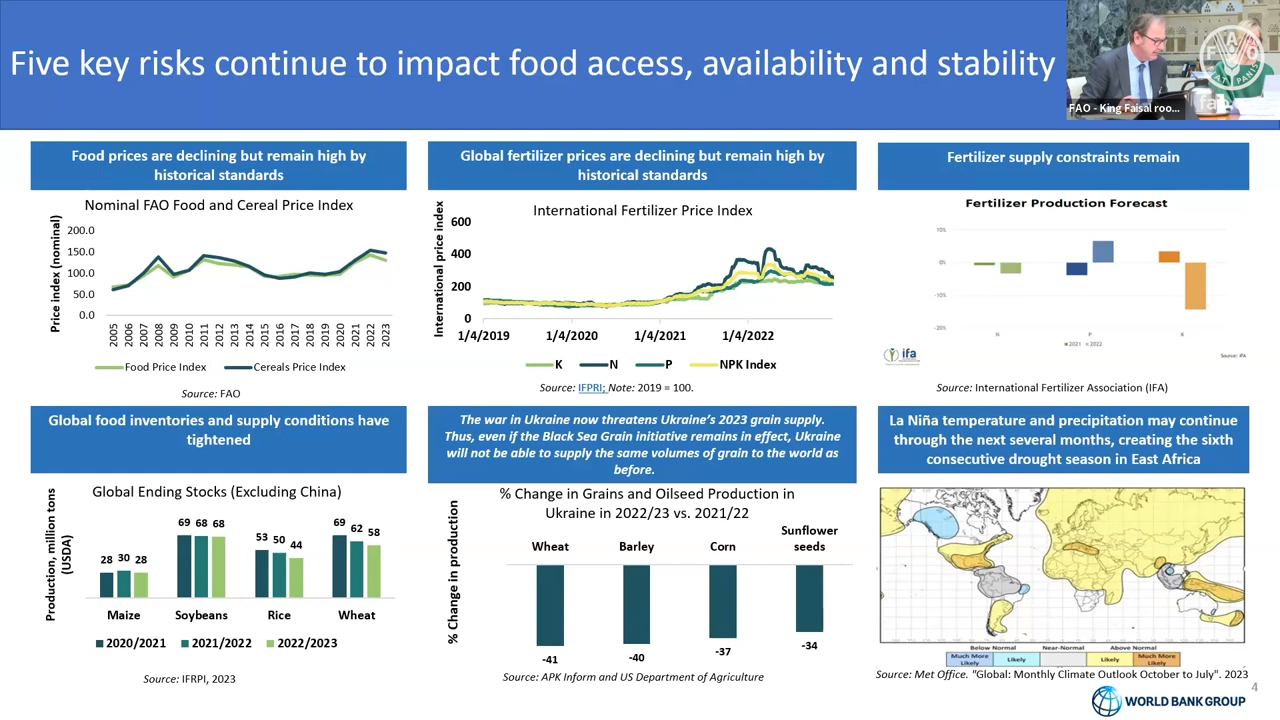 Five key risks continue to impact food access, availability and stability
FAO - King Faisal roo...
Food prices are declining but remain high by
historical standards
Nominal FAO Food and Cereal Price Index
Price index (nominal)
200.0
150.0
100.0
50.0
0.0
2005 2006 2007 2008 2009 2010 2011 2012 2013 2014 2015 2016 2017 2018 2019 2020 2021 2022 2023
Food Price Index Cereals Price Index
Source: FAO
Global fertilizer prices are declining but remain high by
historical standards
International Fertilizer Price Index
International price index
600
400
200
0
1/4/2019 1/4/2020 1/4/2021 1/4/2022
K N P NPK Index
Source: IFPRI; Note: 2019 = 100.
Fertilizer supply constraints remain
Fertilizer Production Forecast
10%
0%
-10%
-20%
N P K
2021 2022
ifa
Source: IFA
Source: International Fertilizer Association (IFA)
Global food inventories and supply conditions have
tightened
Global Ending Stocks (Excluding China)
Production, million tons
(USDA)
28 30 28
69 68 68
53 50 44
69 62 58
Maize Soybeans Rice Wheat
2020/2021 2021/2022 2022/2023
Source: IFRPI, 2023
The war in Ukraine now threatens Ukraine's 2023 grain supply.
Thus, even if the Black Sea Grain initiative remains in effect, Ukraine
will not be able to supply the same volumes of grain to the world as
before.
% Change in Grains and Oilseed Production in
Ukraine in 2022/23 vs. 2021/22
% Change in production
Wheat Barley Corn Sunflower
seeds
-41 -40 -37 -34
Source: APK Inform and US Department of Agriculture
La Niña temperature and precipitation may continue
through the next several months, creating the sixth
consecutive drought season in East Africa
Below Normal Near-Normal Above Normal
Much More
Likely
Likely
Likely
Much More
Likely
Source: Met Office. "Global: Monthly Climate Outlook October to July". 2023
4
WORLD BANK GROUP